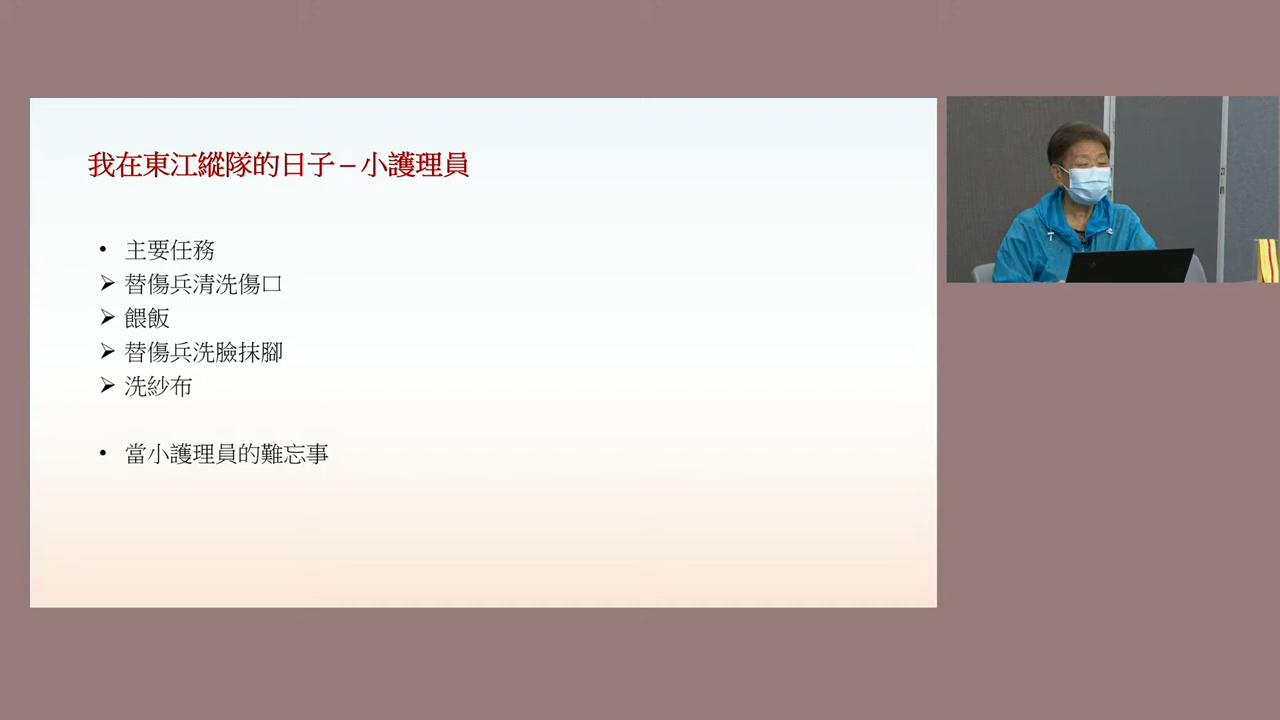 我在東江縱隊的日子 – 小護理員
• 主要任務
➢ 替傷兵清洗傷口
➢ 餵飯
➢ 替傷兵洗臉抹腳
➢ 洗紗布
• 當小護理員的難忘事